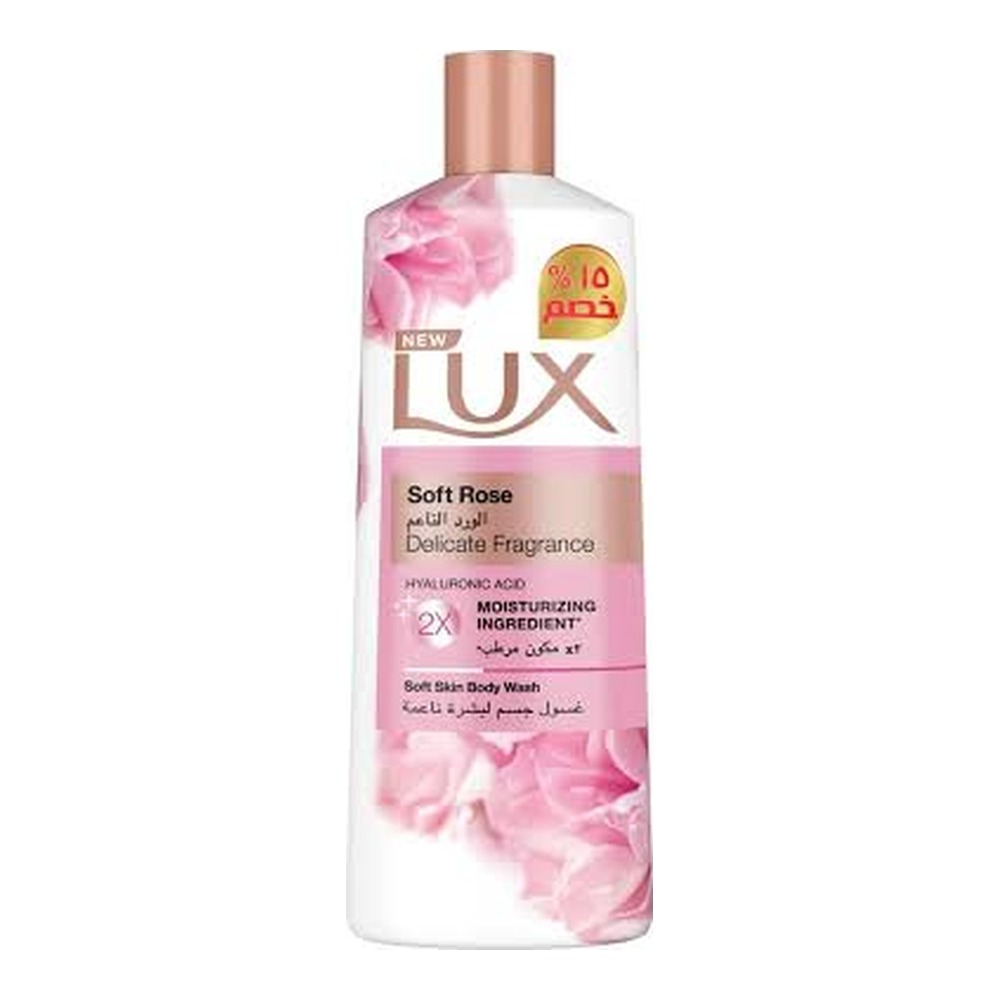 % ١٥
خصم
NEW
LUX
Soft Rose
الورد الناعم
Delicate Fragrance
HYALURONIC ACID
2X
MOISTURIZING
INGREDIENT*
x٢ مكون مرطب*
Soft Skin Body Wash
غسول جسم لبشرة ناعمة